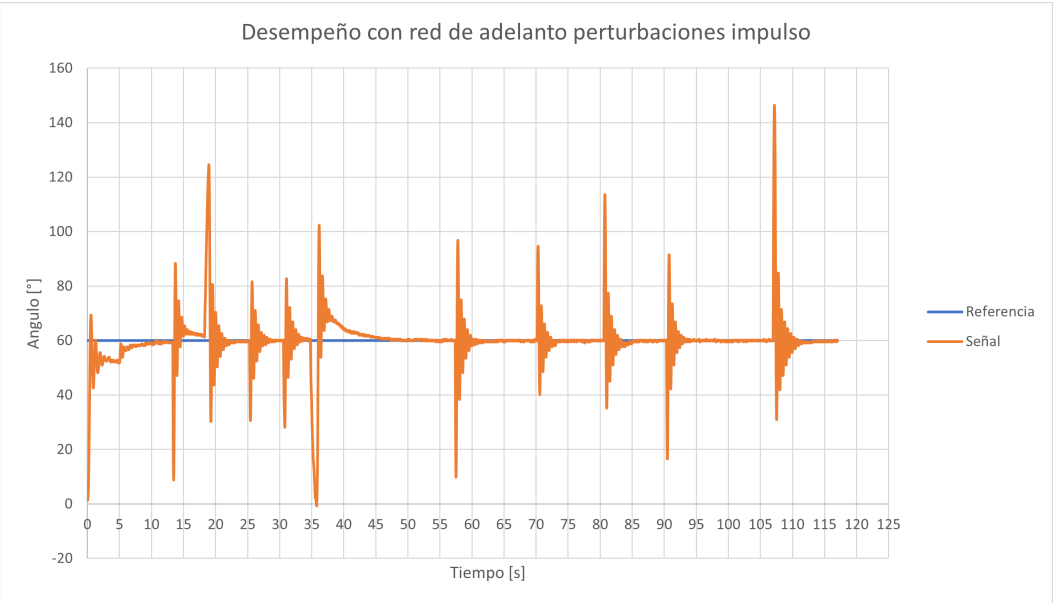 Desempeño con red de adelanto perturbaciones impulso
160
140
120
100
80
60
40
20
0
-20
Angulo [°]
0 5 10 15 20 25 30 35 40 45 50 55 60 65 70 75 80 85 90 95 100 105 110 115 120 125
Tiempo [s]
Referencia
Señal